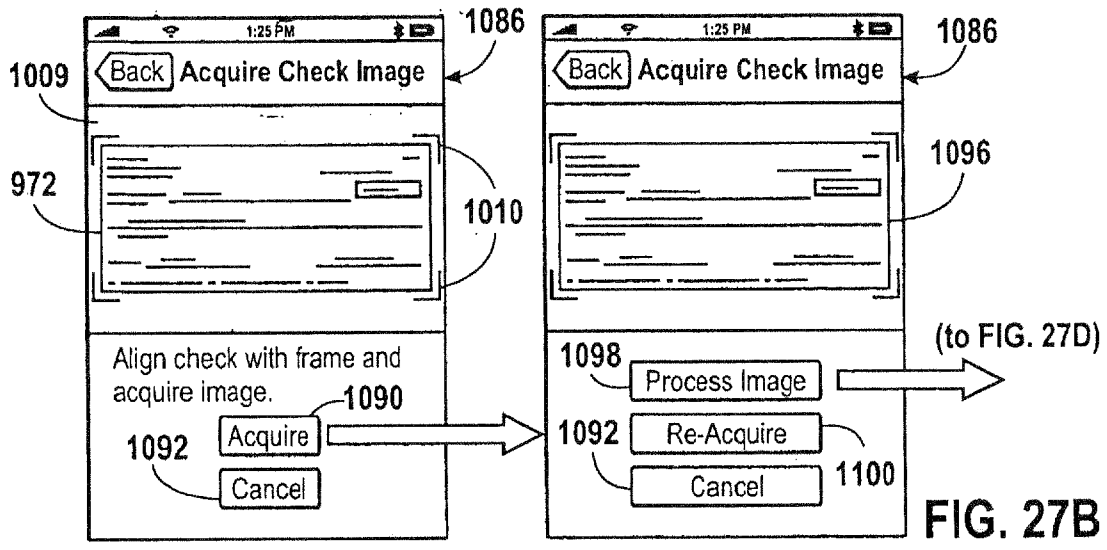 1:25 PM
Back Acquire Check Image
1086
1009
972
1010
Align check with frame and
acquire image.
1090
Acquire
1092
Cancel
1:25 PM
Back Acquire Check Image
1086
1096
(to FIG. 27D)
1098
Process Image
1092
Re-Acquire
1100
Cancel
FIG. 27B